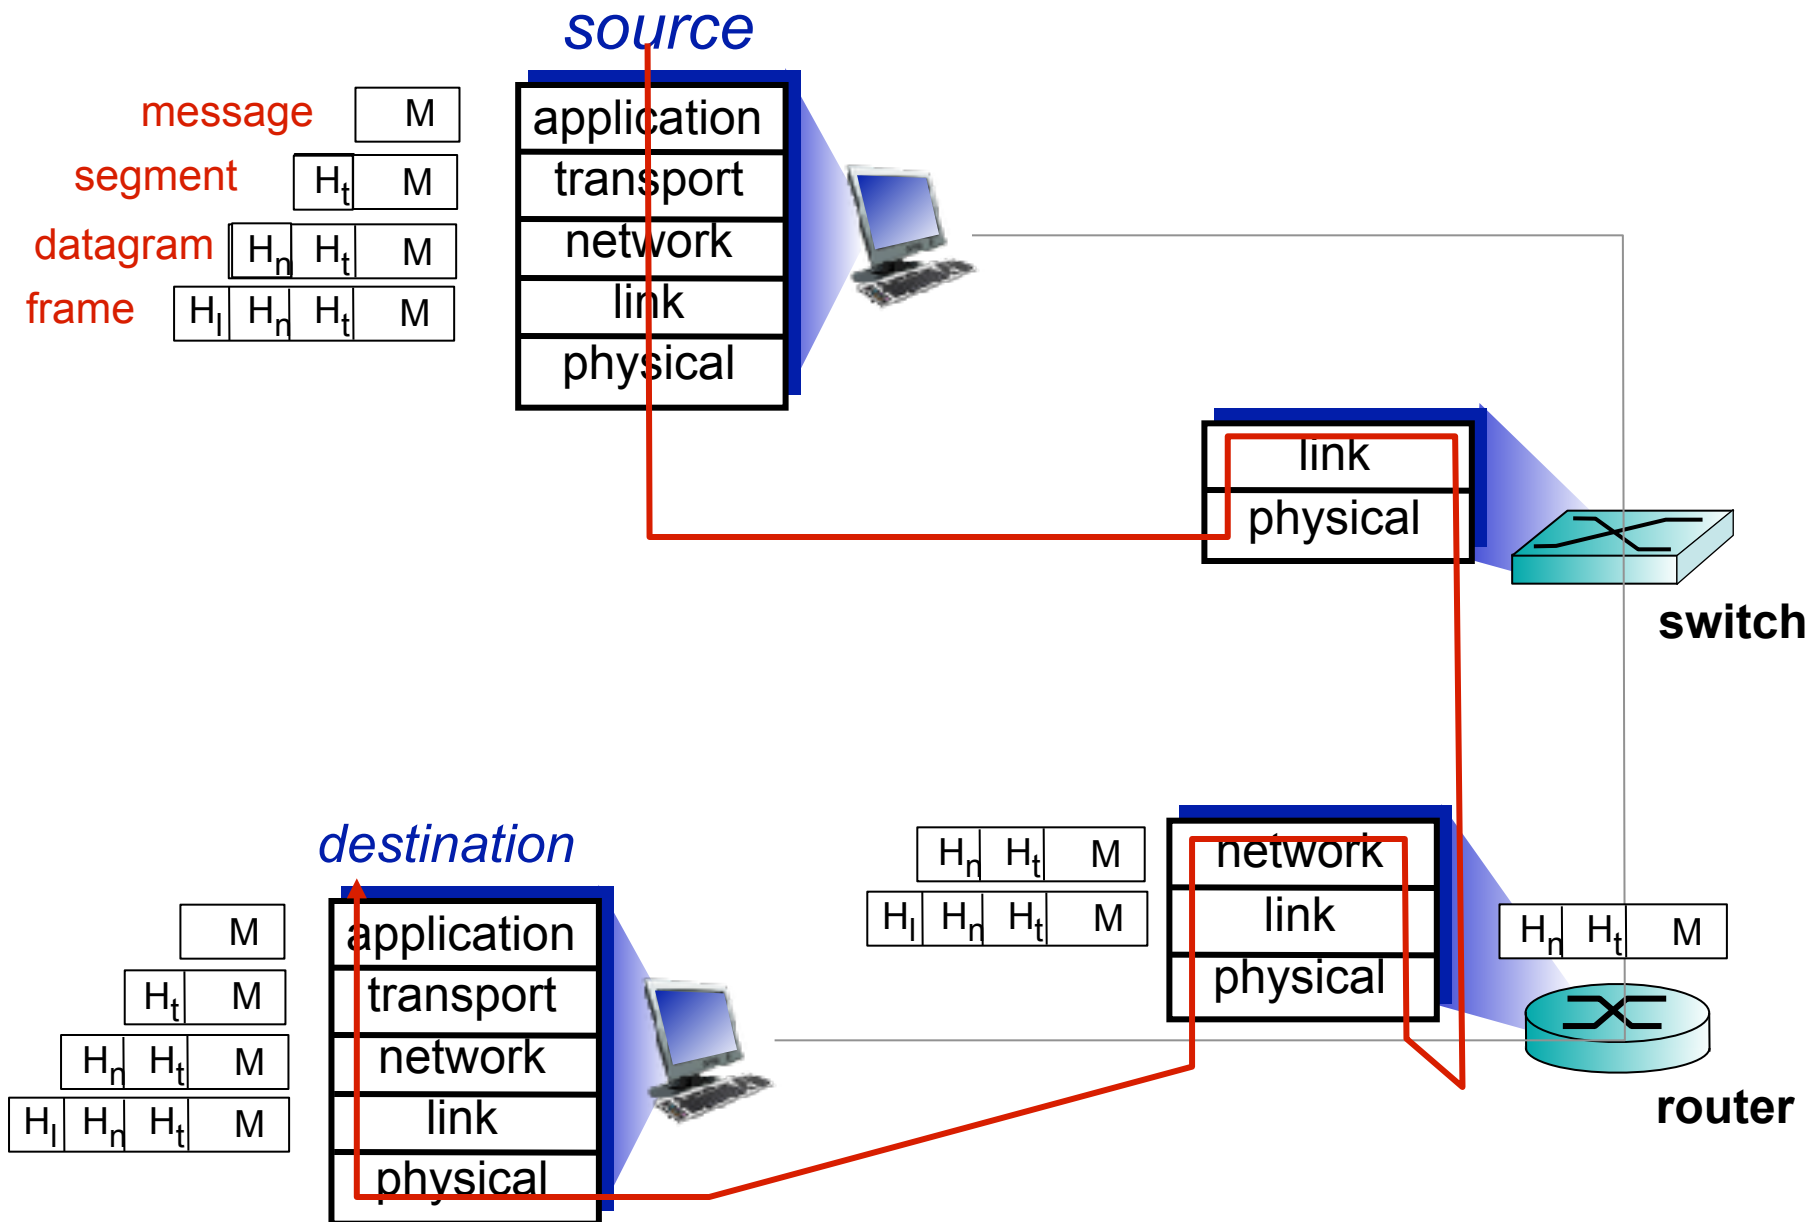 source
message M application
segment Ht M transport
datagram Hn Ht M network
frame Hl Hn Ht M link
physical
link
physical
switch
destination
Hn Ht M network
Hl Hn Ht M link
physical
Hn Ht M
router
M application
Ht M transport
Hn Ht M network
Hl Hn Ht M link
physical